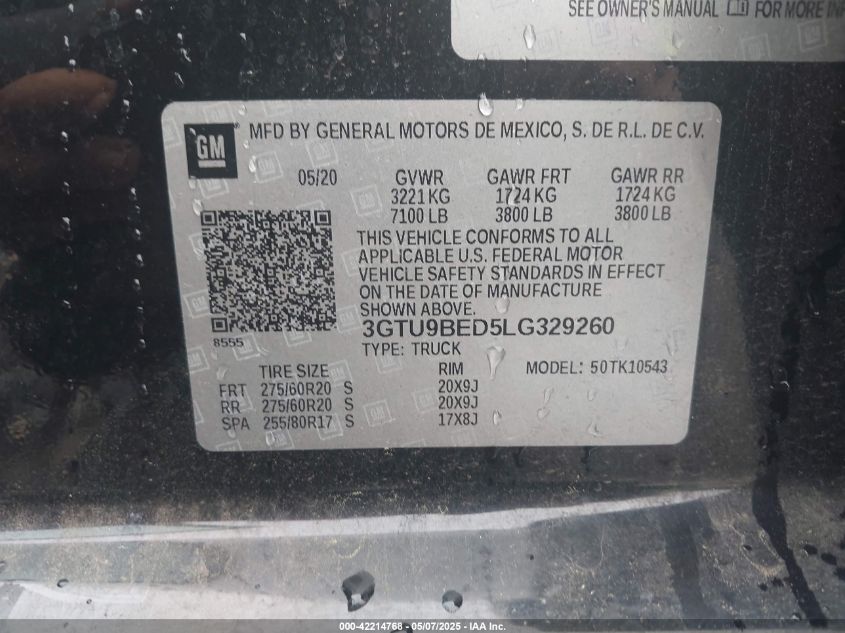 SEE OWNER'S MANUAL FOR MORE
GM
MFD BY GENERAL MOTORS DE MEXICO, S. DE R.L. DE C.V.
05/20 GVWR GAWR FRT GAWR RR
3221 KG 1724 KG 1724 KG
7100 LB 3800 LB 3800 LB
THIS VEHICLE CONFORMS TO ALL
APPLICABLE U.S. FEDERAL MOTOR
VEHICLE SAFETY STANDARDS IN EFFECT
ON THE DATE OF MANUFACTURE
SHOWN ABOVE.
3GTU9BED5LG329260
8555
TYPE: TRUCK
TIRE SIZE RIM MODEL: 50TK10543
FRT 275/60R20 S 20X9J
RR 275/60R20 S 20X9J
SPA 255/80R17 S 17X8J
000-42214768 - 05/07/2025 - IAA Inc.